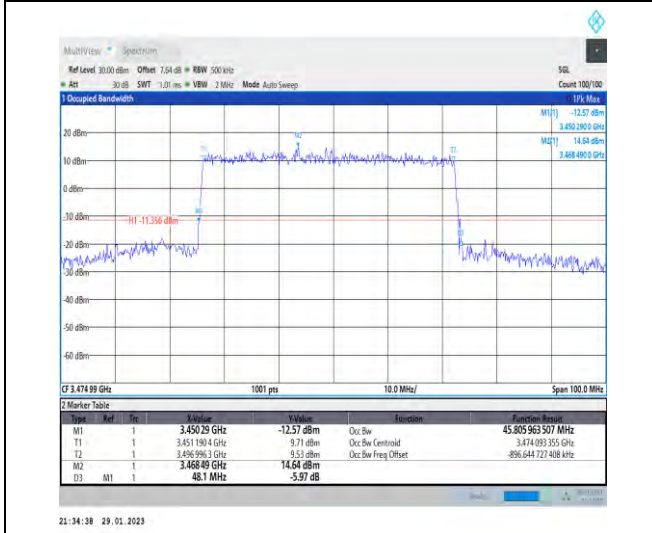 MultiView Spectrum
Ref Level 30.00 dBm Offset 7.64 dB RBW 500 kHz SGL
Att 30 dB SWT 1.01 ms VBW 2 MHz Mode Auto Sweep Count 100/100
1 Occupied Bandwidth 1Pk Max
M1[1] -12.57 dBm
3.450 290 0 GHz
M2[1] 14.64 dBm
3.468 490 0 GHz
20 dBm
M2
T1 T2
10 dBm
0 dBm
-10 dBm
H1 -11.356 dBm
-20 dBm
-30 dBm
-40 dBm
-50 dBm
-60 dBm
CF 3.474 99 GHz 1001 pts 10.0 MHz/ Span 100.0 MHz
2 Marker Table
Type Ref Trc X-Value Y-Value Function Function Result
M1 1 3.450 29 GHz -12.57 dBm Occ Bw 45.805 963 507 MHz
T1 1 3.451 190 4 GHz 9.71 dBm Occ Bw Centroid 3.474 093 355 GHz
T2 1 3.496 996 3 GHz 9.53 dBm Occ Bw Freq Offset -896.644 727 408 kHz
M2 1 3.468 49 GHz 14.64 dBm
D3 M1 1 48.1 MHz -5.97 dB
21:34:38 29.01.2023